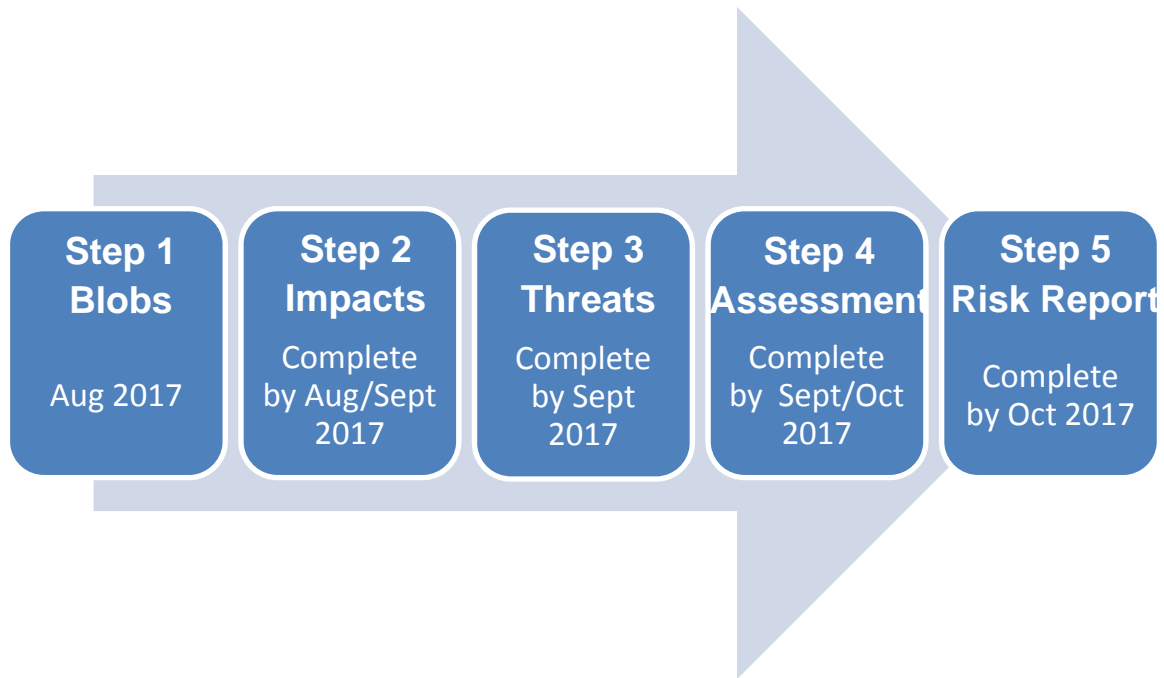 Step 1
Blobs
Aug 2017
Step 2
Impacts
Complete
by Aug/Sept
2017
Step 3
Threats
Complete
by Sept
2017
Step 4
Assessment
Complete
by Sept/Oct
2017
Step 5
Risk Report
Complete
by Oct 2017